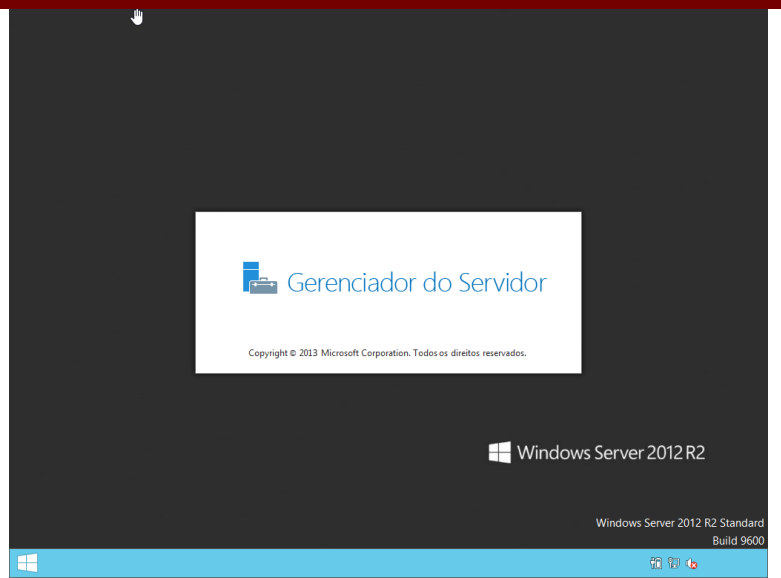 Gerenciador do Servidor
Copyright © 2013 Microsoft Corporation. Todos os direitos reservados.
Windows Server 2012 R2
Windows Server 2012 R2 Standard
Build 9600